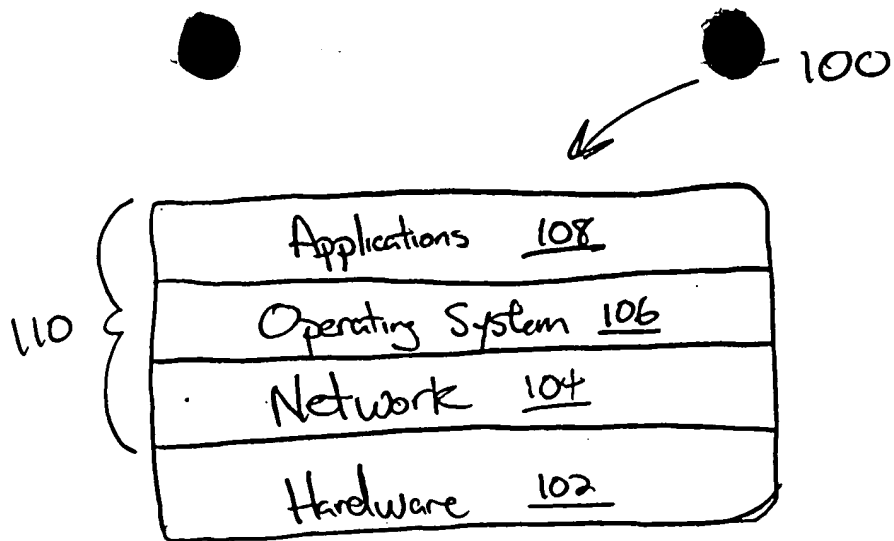 100
Applications 108
Operating System 106
110
Network 104
Hardware 102